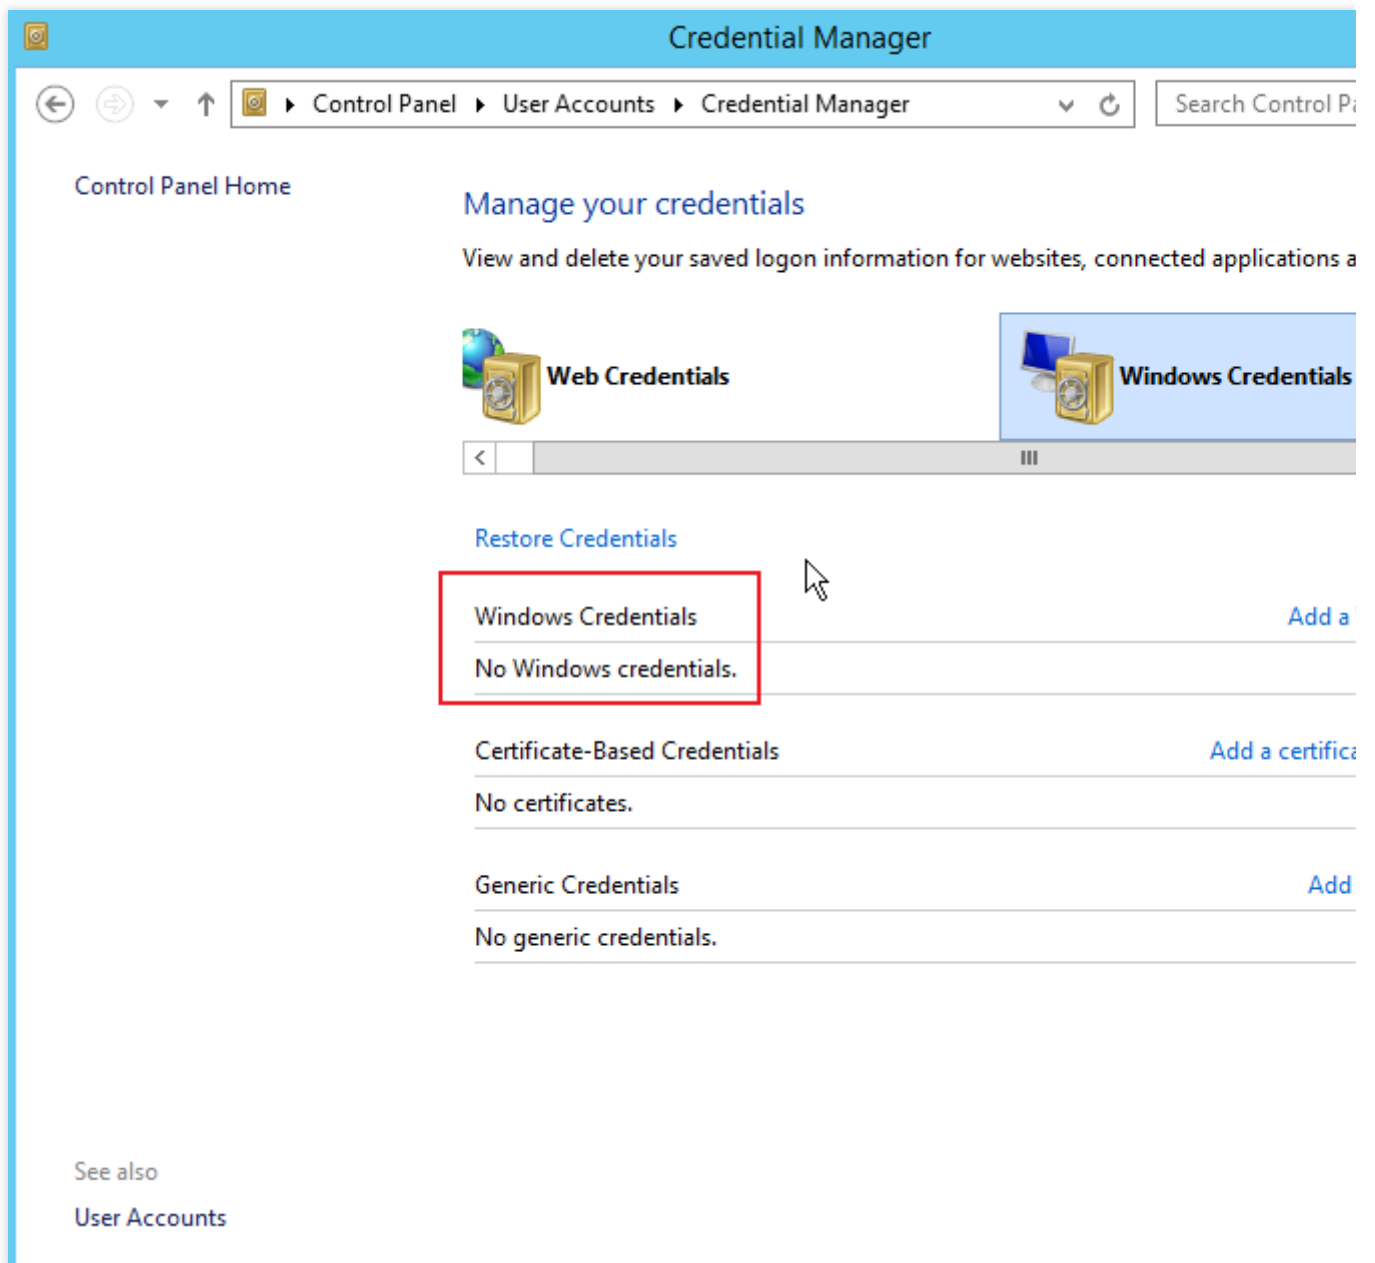 Credential Manager
Control Panel User Accounts Credential Manager Search Control
Control Panel Home
Manage your credentials
View and delete your saved logon information for websites, connected applications a
Web Credentials Windows Credentials
Restore Credentials
Windows Credentials Add a
No Windows credentials.
Certificate-Based Credentials Add a
No certificates.
Generic Credentials Add
No generic credentials.
See also
User Accounts